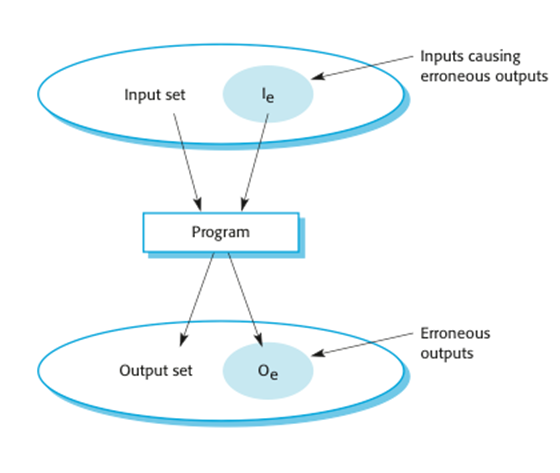 Inputs causing
erroneous outputs
Input set
Ie
Program
Erroneous
outputs
Output set
Oe